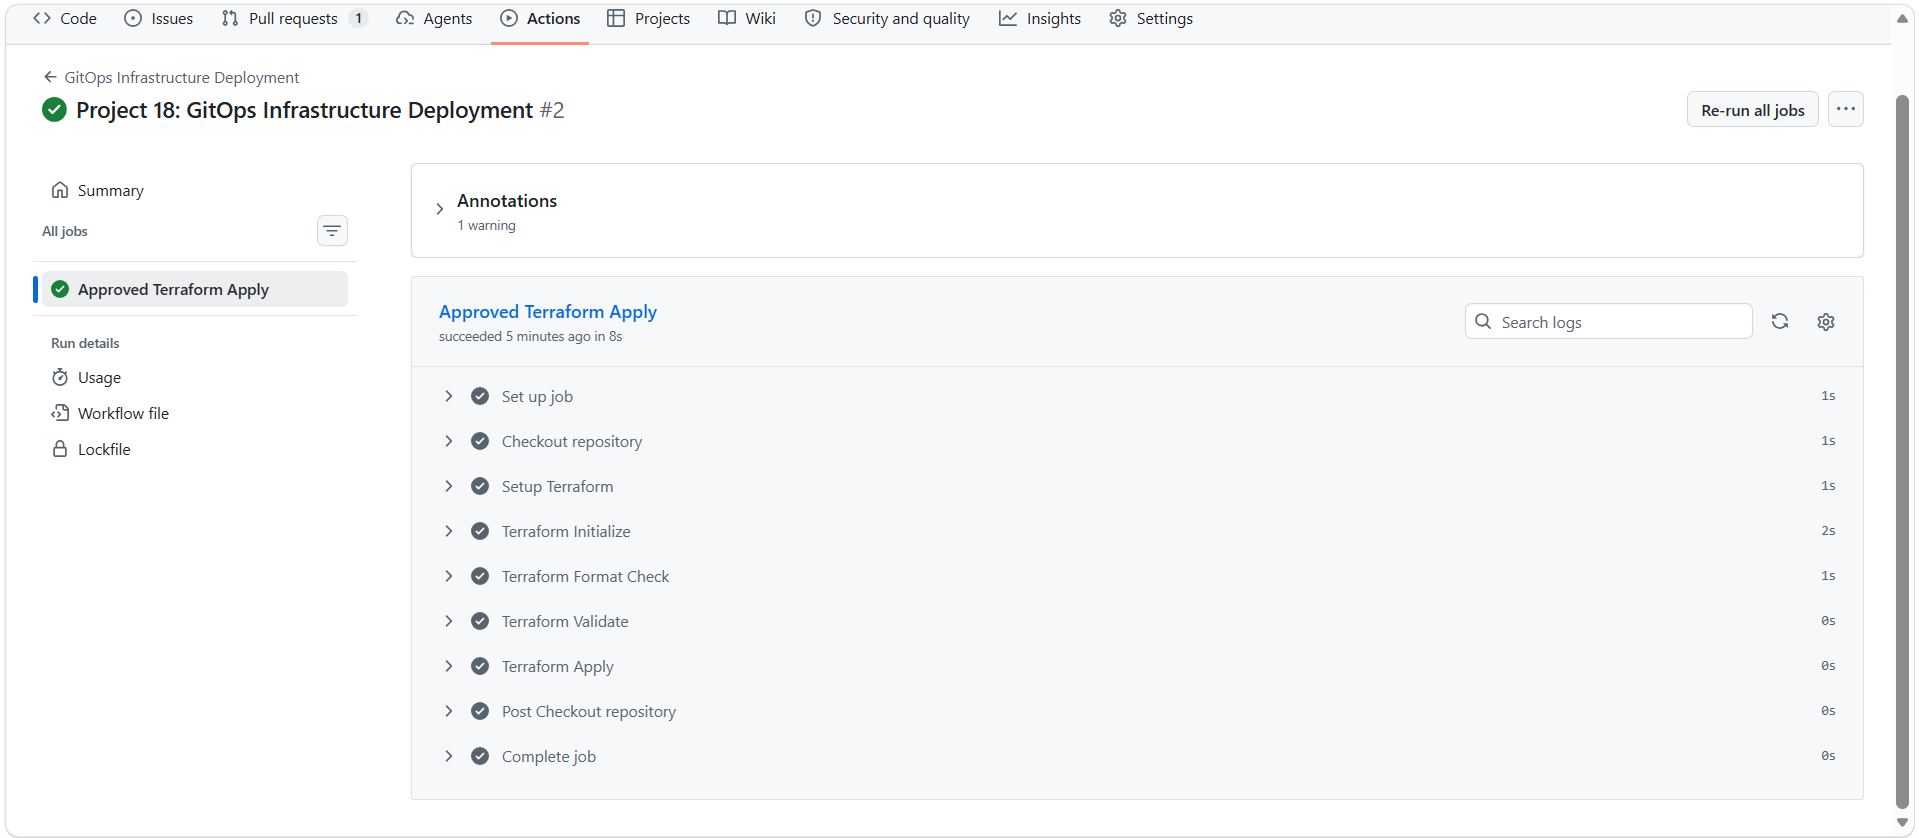 Code Issues Pull requests 1 Agents Actions Projects Wiki Security and quality Insights Settings
GitOps Infrastructure Deployment
Project 18: GitOps Infrastructure Deployment #2
Re-run all jobs
Summary
All jobs
Approved Terraform Apply
Run details
Usage
Workflow file
Lockfile
Annotations
1 warning
Approved Terraform Apply
succeeded 5 minutes ago in 8s
Search logs
Set up job 1s
Checkout repository 1s
Setup Terraform 1s
Terraform Initialize 2s
Terraform Format Check 1s
Terraform Validate 0s
Terraform Apply 0s
Post Checkout repository 0s
Complete job 0s